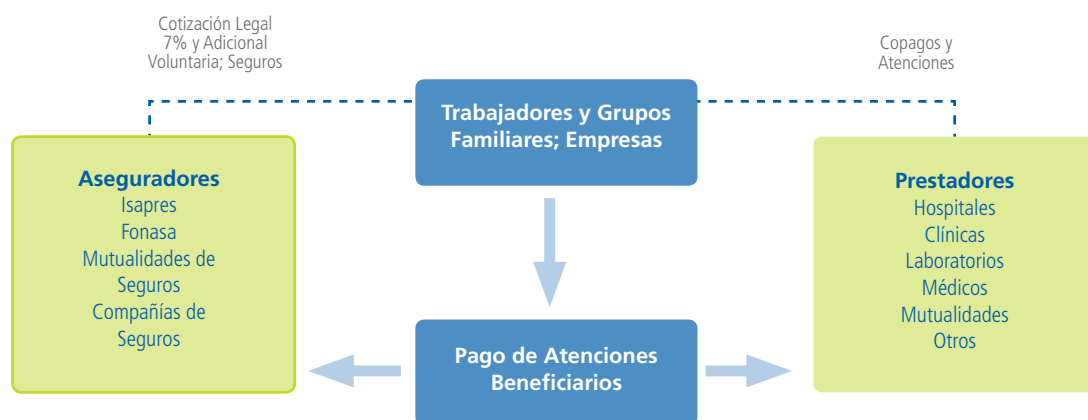 Cotización Legal
7% y Adicional
Voluntaria; Seguros
Copagos y
Atenciones
Trabajadores y Grupos
Familiares; Empresas
Aseguradores
Isapres
Fonasa
Mutualidades de
Seguros
Compañías de
Seguros
Prestadores
Hospitales
Clínicas
Laboratorios
Médicos
Mutualidades
Otros
Pago de Atenciones
Beneficiarios